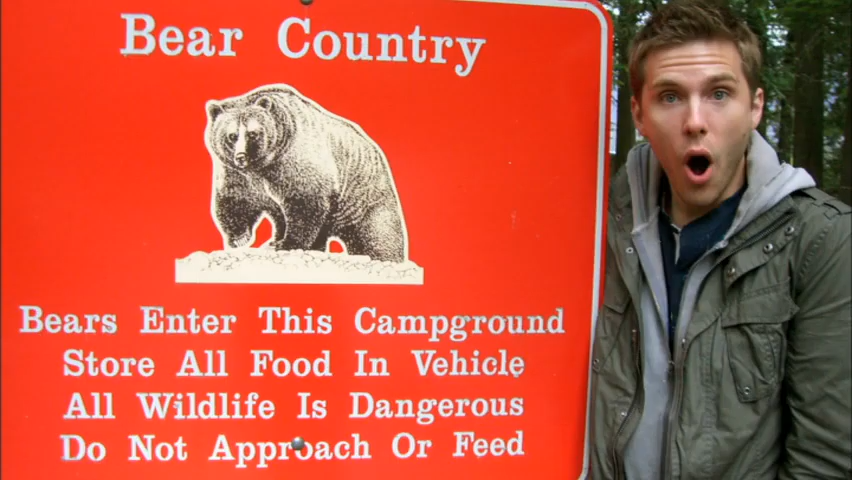 Bear Country
Bears Enter This Campground
Store All Food In Vehicle
All Wildlife Is Dangerous
Do Not Approach Or Feed